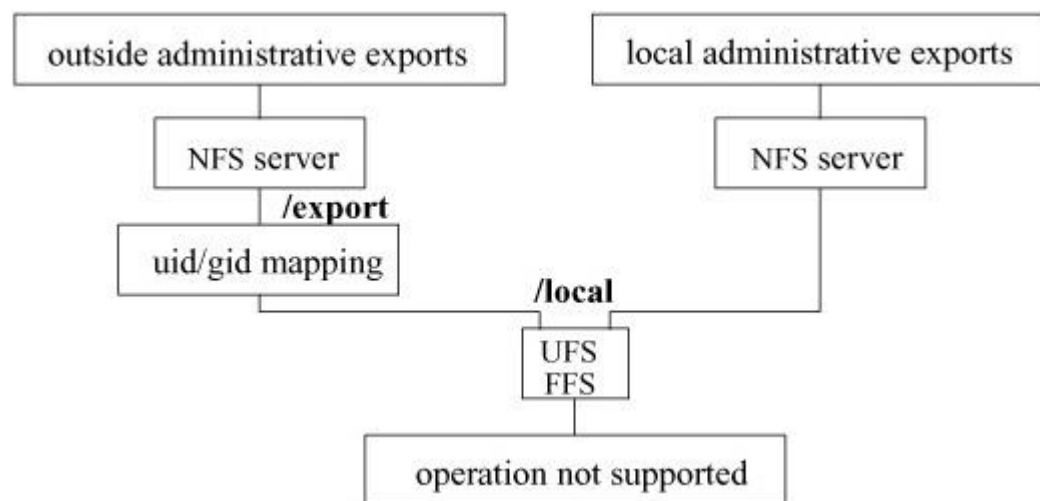 outside administrative exports
local administrative exports
NFS server
NFS server
/export
uid/gid mapping
/local
UFS
FFS
operation not supported